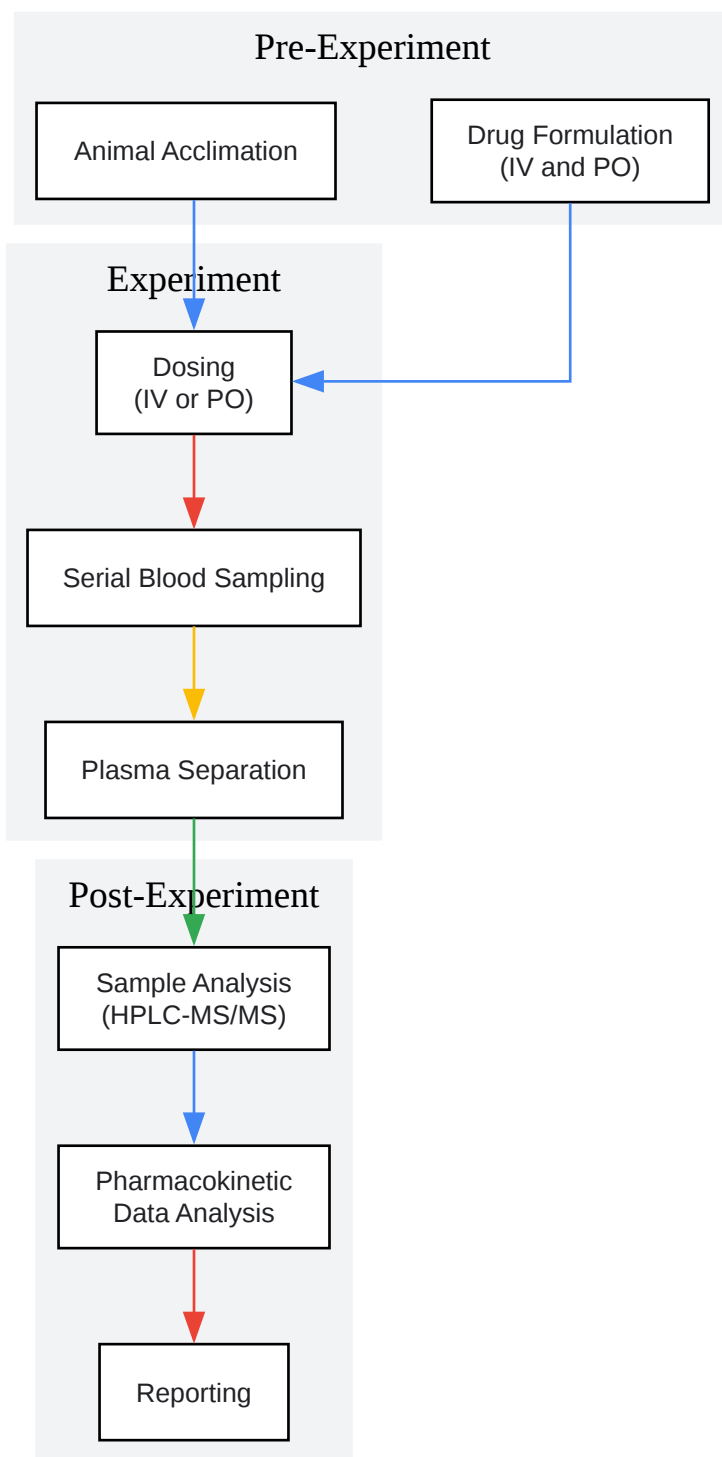 Pre-Experiment
Animal Acclimation
Drug Formulation
(IV and PO)
Experiment
Dosing
(IV or PO)
Serial Blood Sampling
Plasma Separation
Post-Experiment
Sample Analysis
(HPLC-MS/MS)
Pharmacokinetic
Data Analysis
Reporting